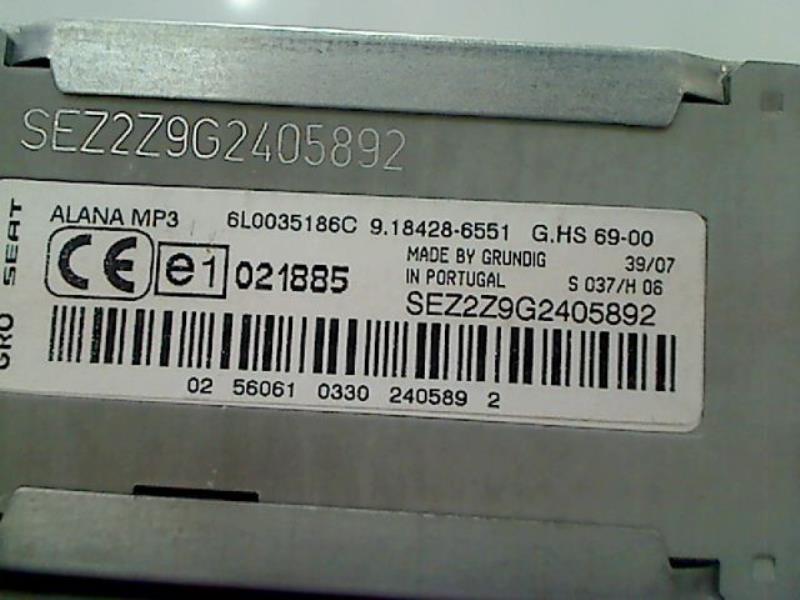 SEZ2Z9G2405892
GRO SEAT
ALANA MP3 6L0035186C 9.18428-6551 G.HS 69-00
CE e1 021885
MADE BY GRUNDIG 39/07
IN PORTUGAL S 037/H 06
SEZ2Z9G2405892
02 56061 0330 240589 2